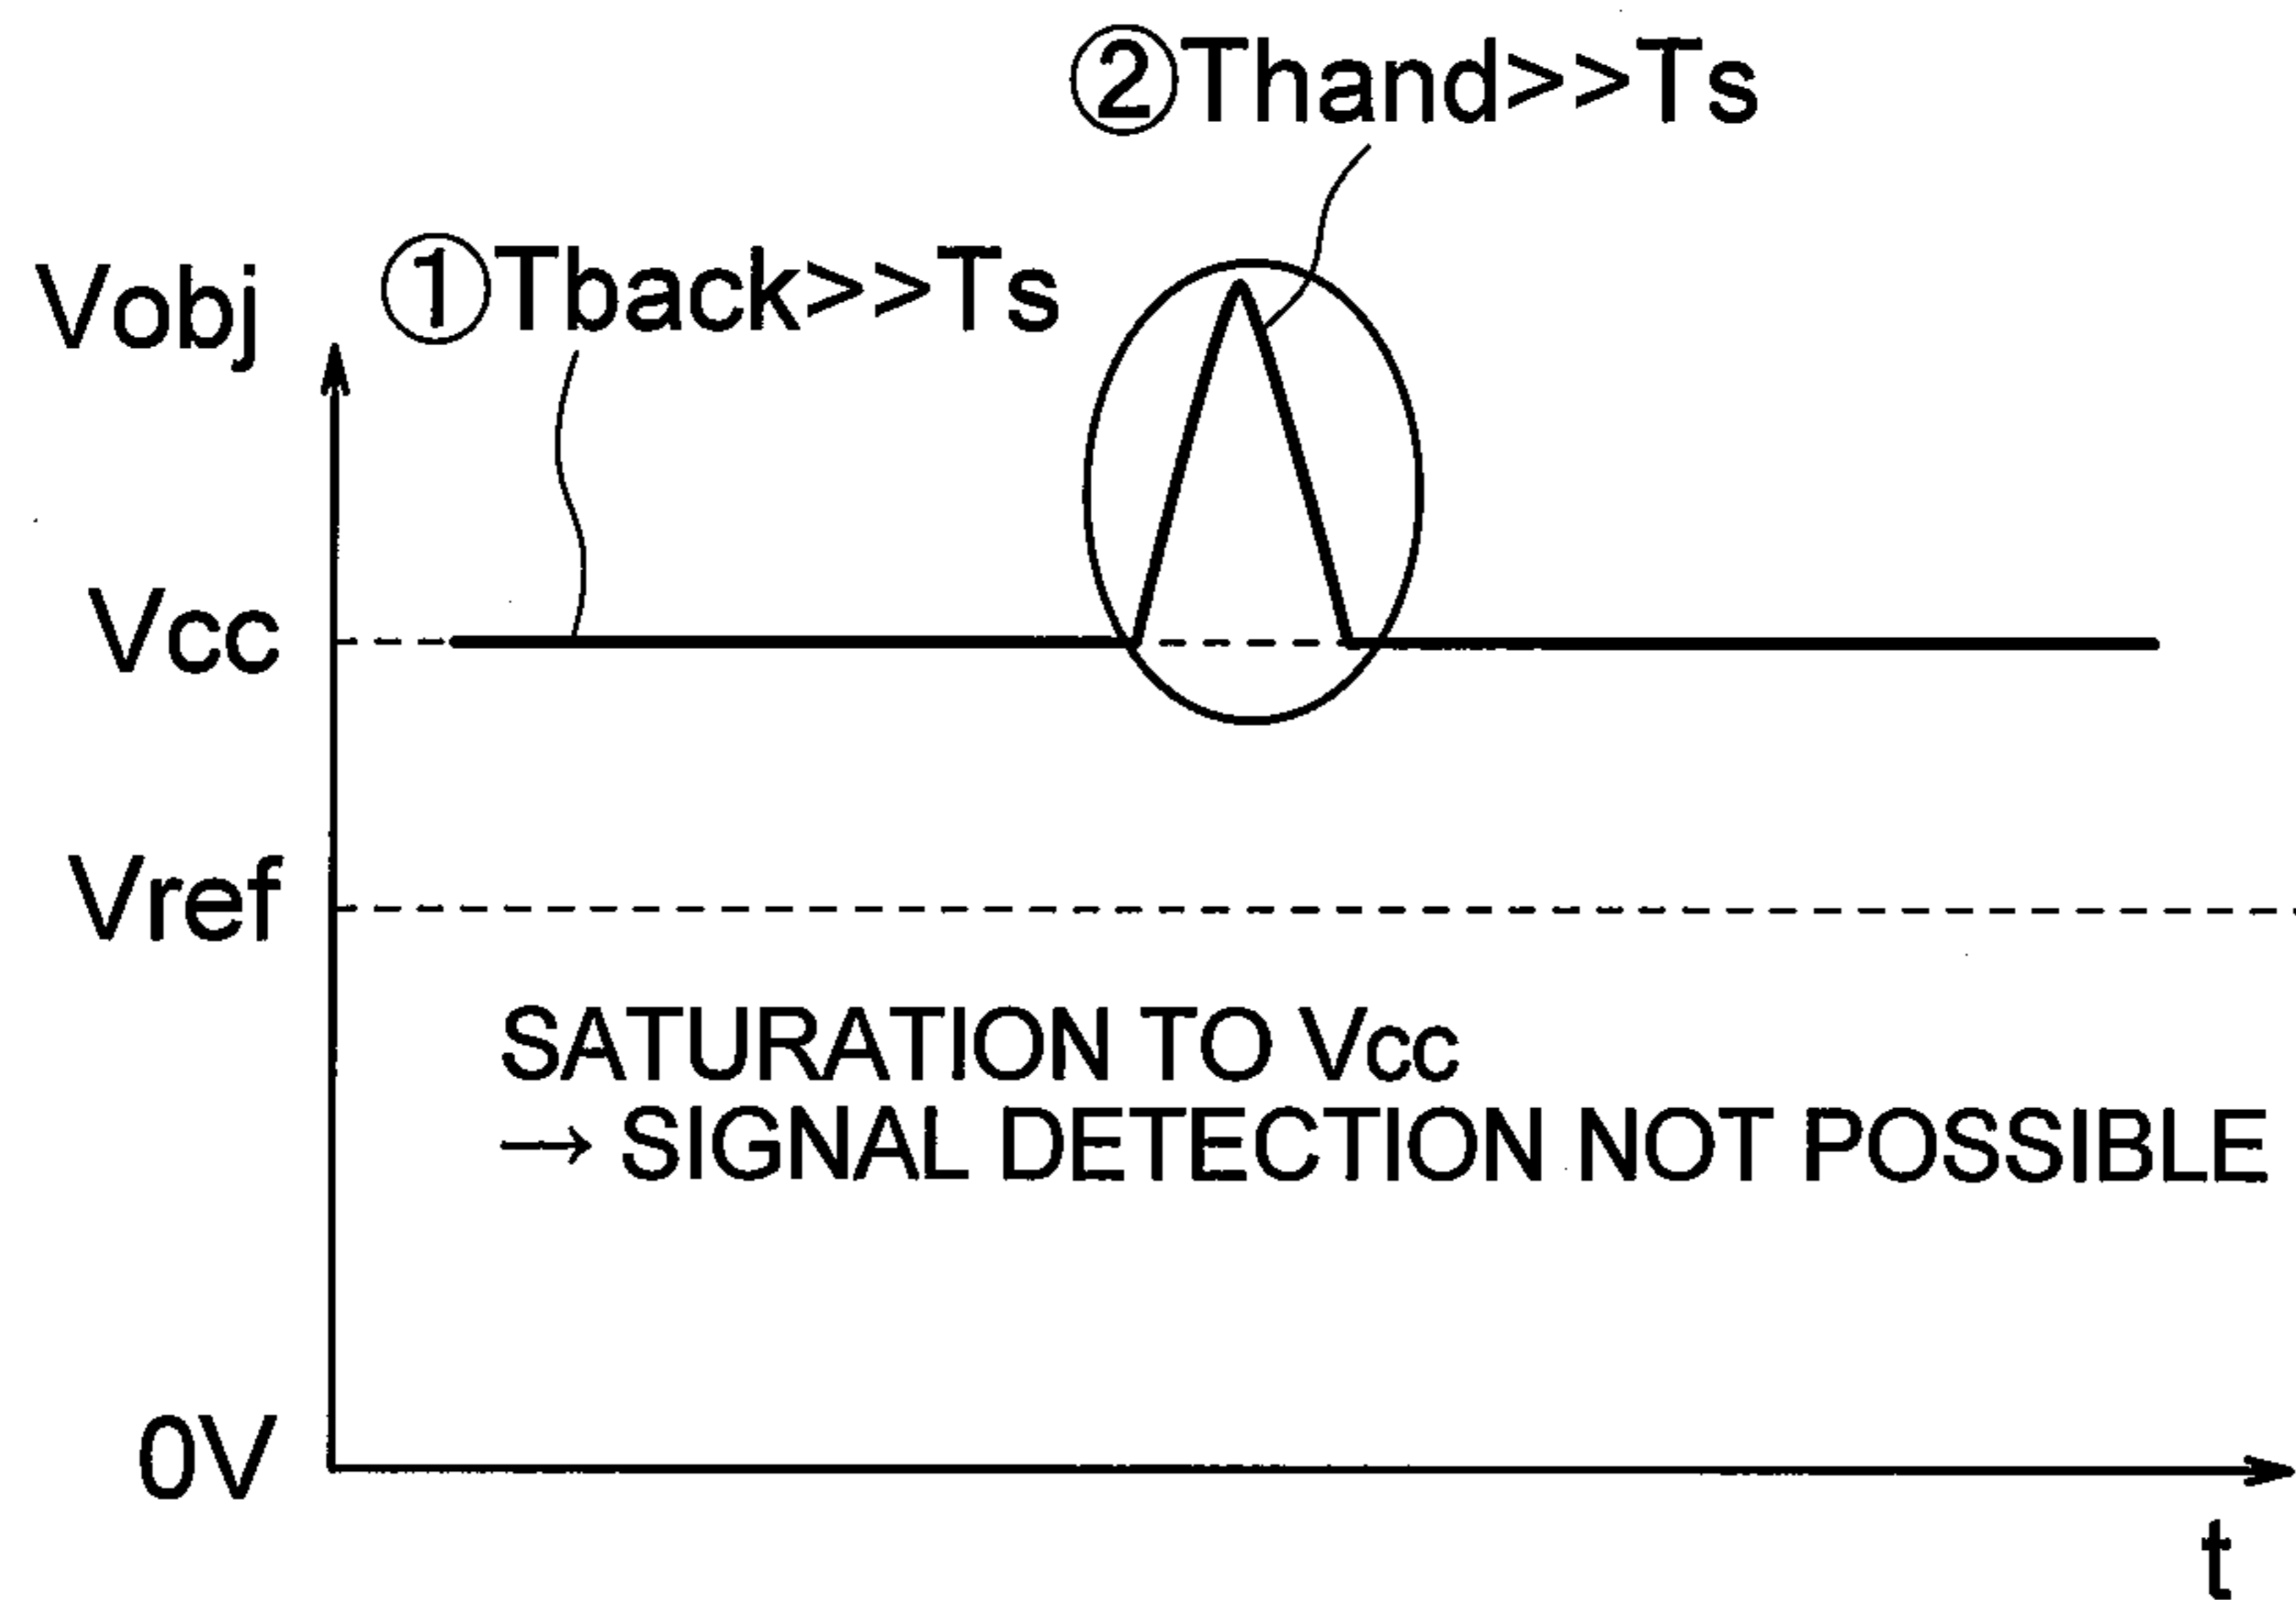 ②Thand>>Ts
Vobj
①Tback>>Ts
Vcc
Vref
SATURATION TO Vcc
→ SIGNAL DETECTION NOT POSSIBLE
0V
t